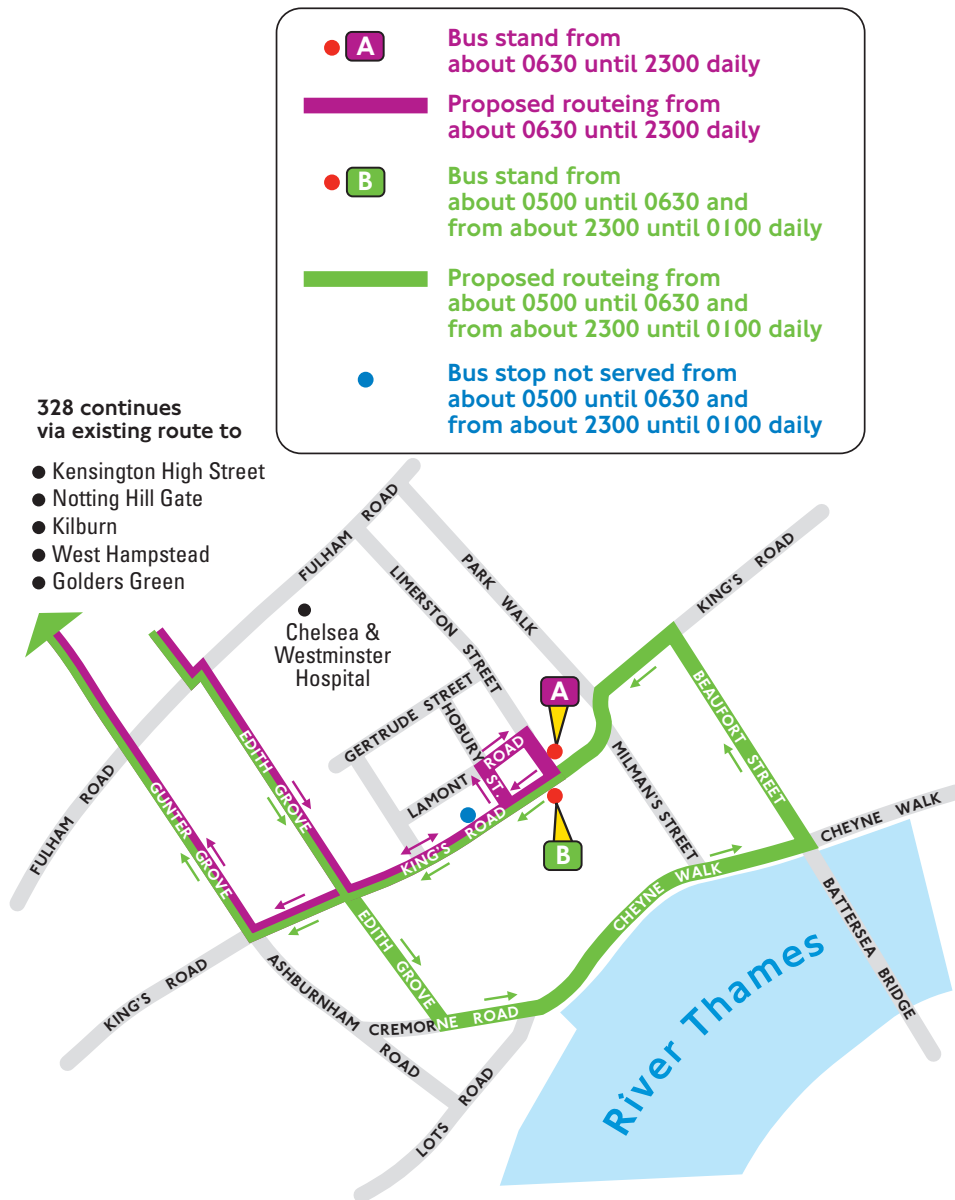 A
Bus stand from
about 0630 until 2300 daily
Proposed routeing from
about 0630 until 2300 daily
B
Bus stand from
about 0500 until 0630 and
from about 2300 until 0100 daily
Proposed routeing from
about 0500 until 0630 and
from about 2300 until 0100 daily
Bus stop not served from
about 0500 until 0630 and
from about 2300 until 0100 daily
328 continues
via existing route to
Kensington High Street
Notting Hill Gate
Kilburn
West Hampstead
Golders Green
FULHAM ROAD
PARK WALK
KING'S ROAD
LIMERSTON STREET
Chelsea &
Westminster
Hospital
GERTRUDE STREET
HOBURY ST.
A
BEAUFORT STREET
EDITH GROVE
LAMONT ROAD
MILMAN'S STREET
FULHAM ROAD
GUNTER GROVE
KING'S ROAD
B
CHEYNE WALK
CHEYNE WALK
EDITH GROVE
BATTERSEA BRIDGE
KING'S ROAD
ASHBURNHAM ROAD
CREMORNE ROAD
River Thames
LOTS ROAD